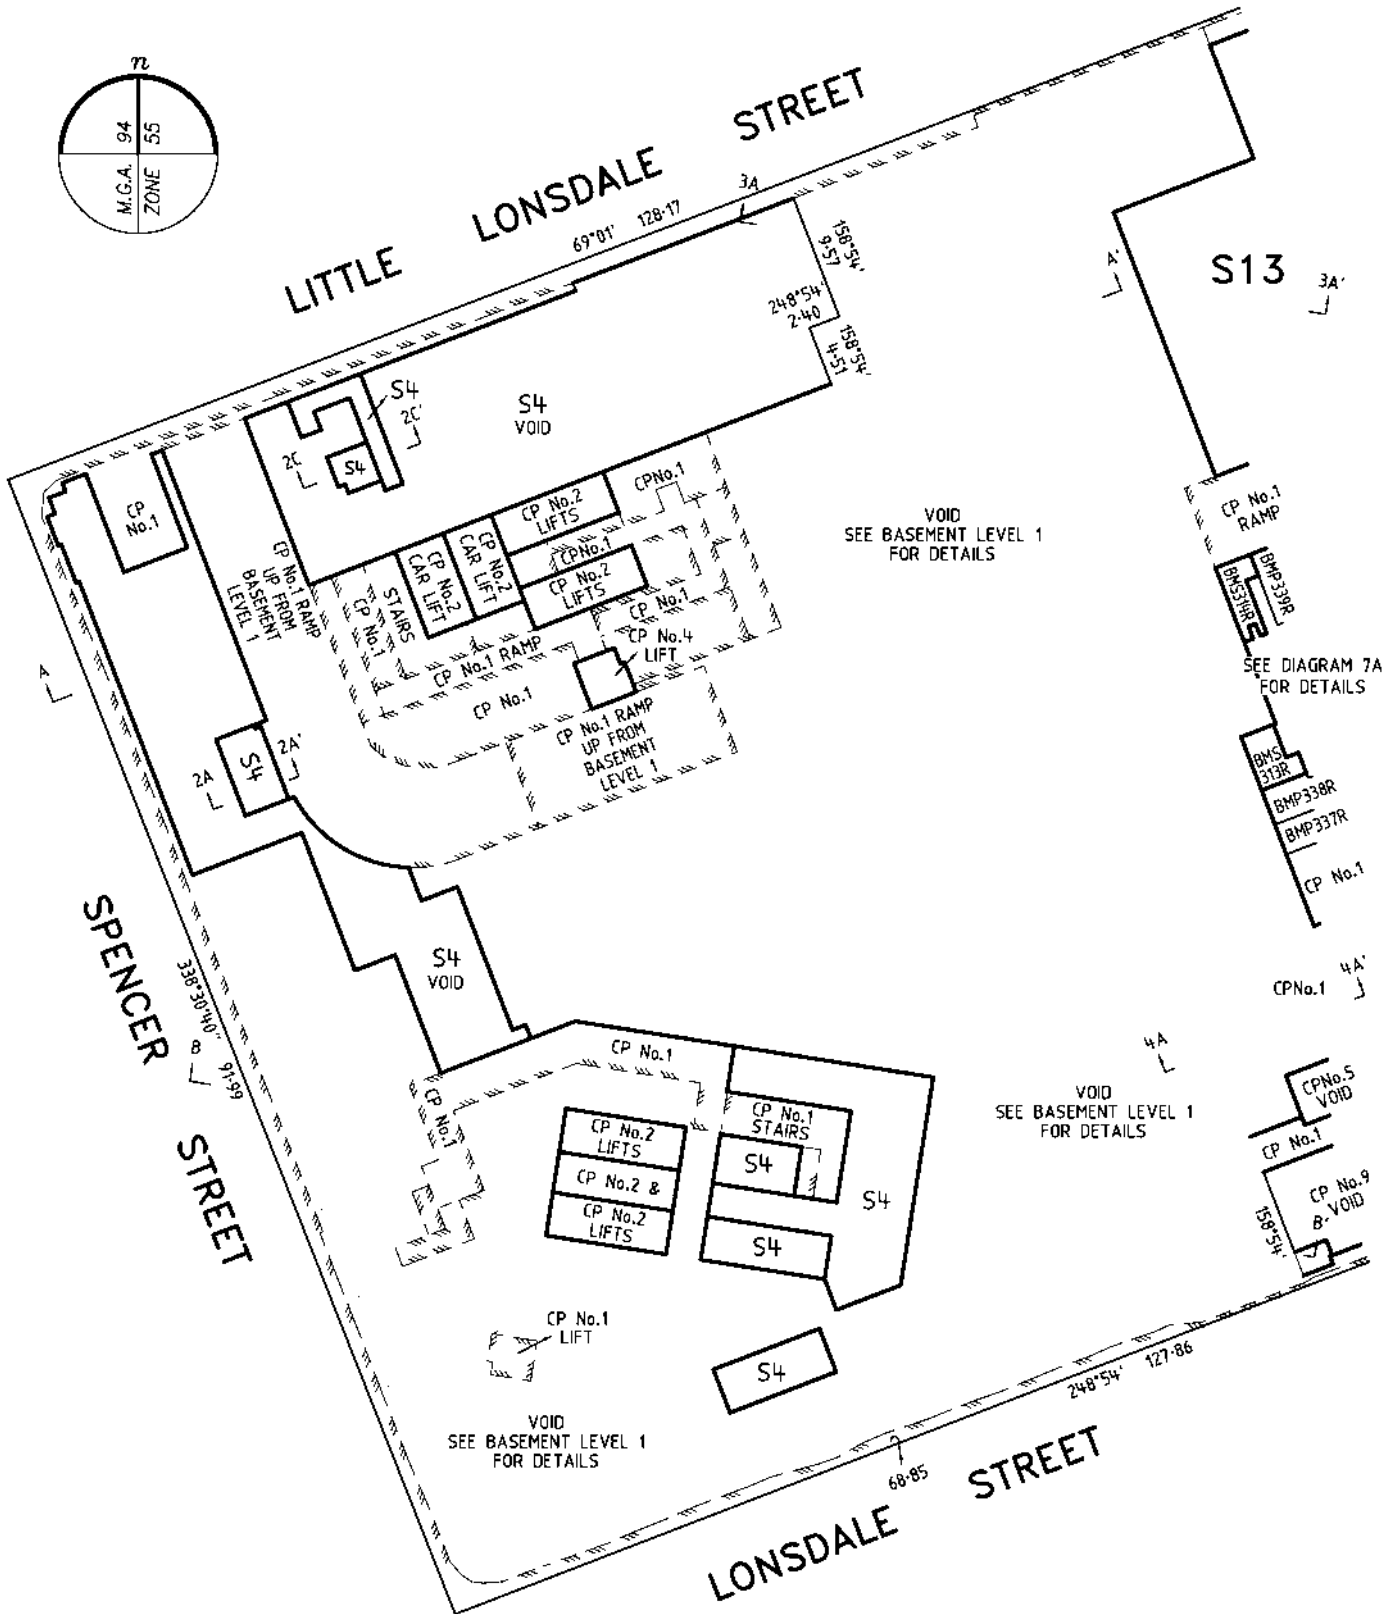 n
M.G.A. 94
ZONE 55
LITTLE LONSDALE STREET
69°01' 128·17
3A
158°54'
9·57
248°54'
2·40
158°54'
4·51
A'
S13
3A'
S4
2C'
S4
VOID
2C
S4
CP
No.1
CP No.2
LIFTS
CPNo.1
CP No.1
RAMP
VOID
SEE BASEMENT LEVEL 1
FOR DETAILS
CP No.1 RAMP
UP FROM
BASEMENT
LEVEL 1
CP No.1
STAIRS
CP No.2
CAR LIFT
CP No.2
CAR LIFT
CPNo.1
CP No.2
LIFTS
CP No.1
BMS314R
BMP339R
CP No.4
LIFT
CP No.1 RAMP
CP No.1
SEE DIAGRAM 7A
FOR DETAILS
A
CP No.1 RAMP
UP FROM
BASEMENT
LEVEL 1
2A
S4
2A'
BMS
313R
BMP338R
BMP337R
CP No.1
SPENCER STREET
338°30'40"
91·99
S4
VOID
CPNo.1
4A'
B
4A
CP No.1
CP No.1
CPNo.5
VOID
VOID
SEE BASEMENT LEVEL 1
FOR DETAILS
CP No.1
STAIRS
CP No.2
LIFTS
CP No.2 &
CP No.2
LIFTS
S4
S4
S4
CP No.1
CP No.9
VOID
B'
158°54'
CP No.1
LIFT
S4
248°54' 127·86
VOID
SEE BASEMENT LEVEL 1
FOR DETAILS
68·85
LONSDALE STREET